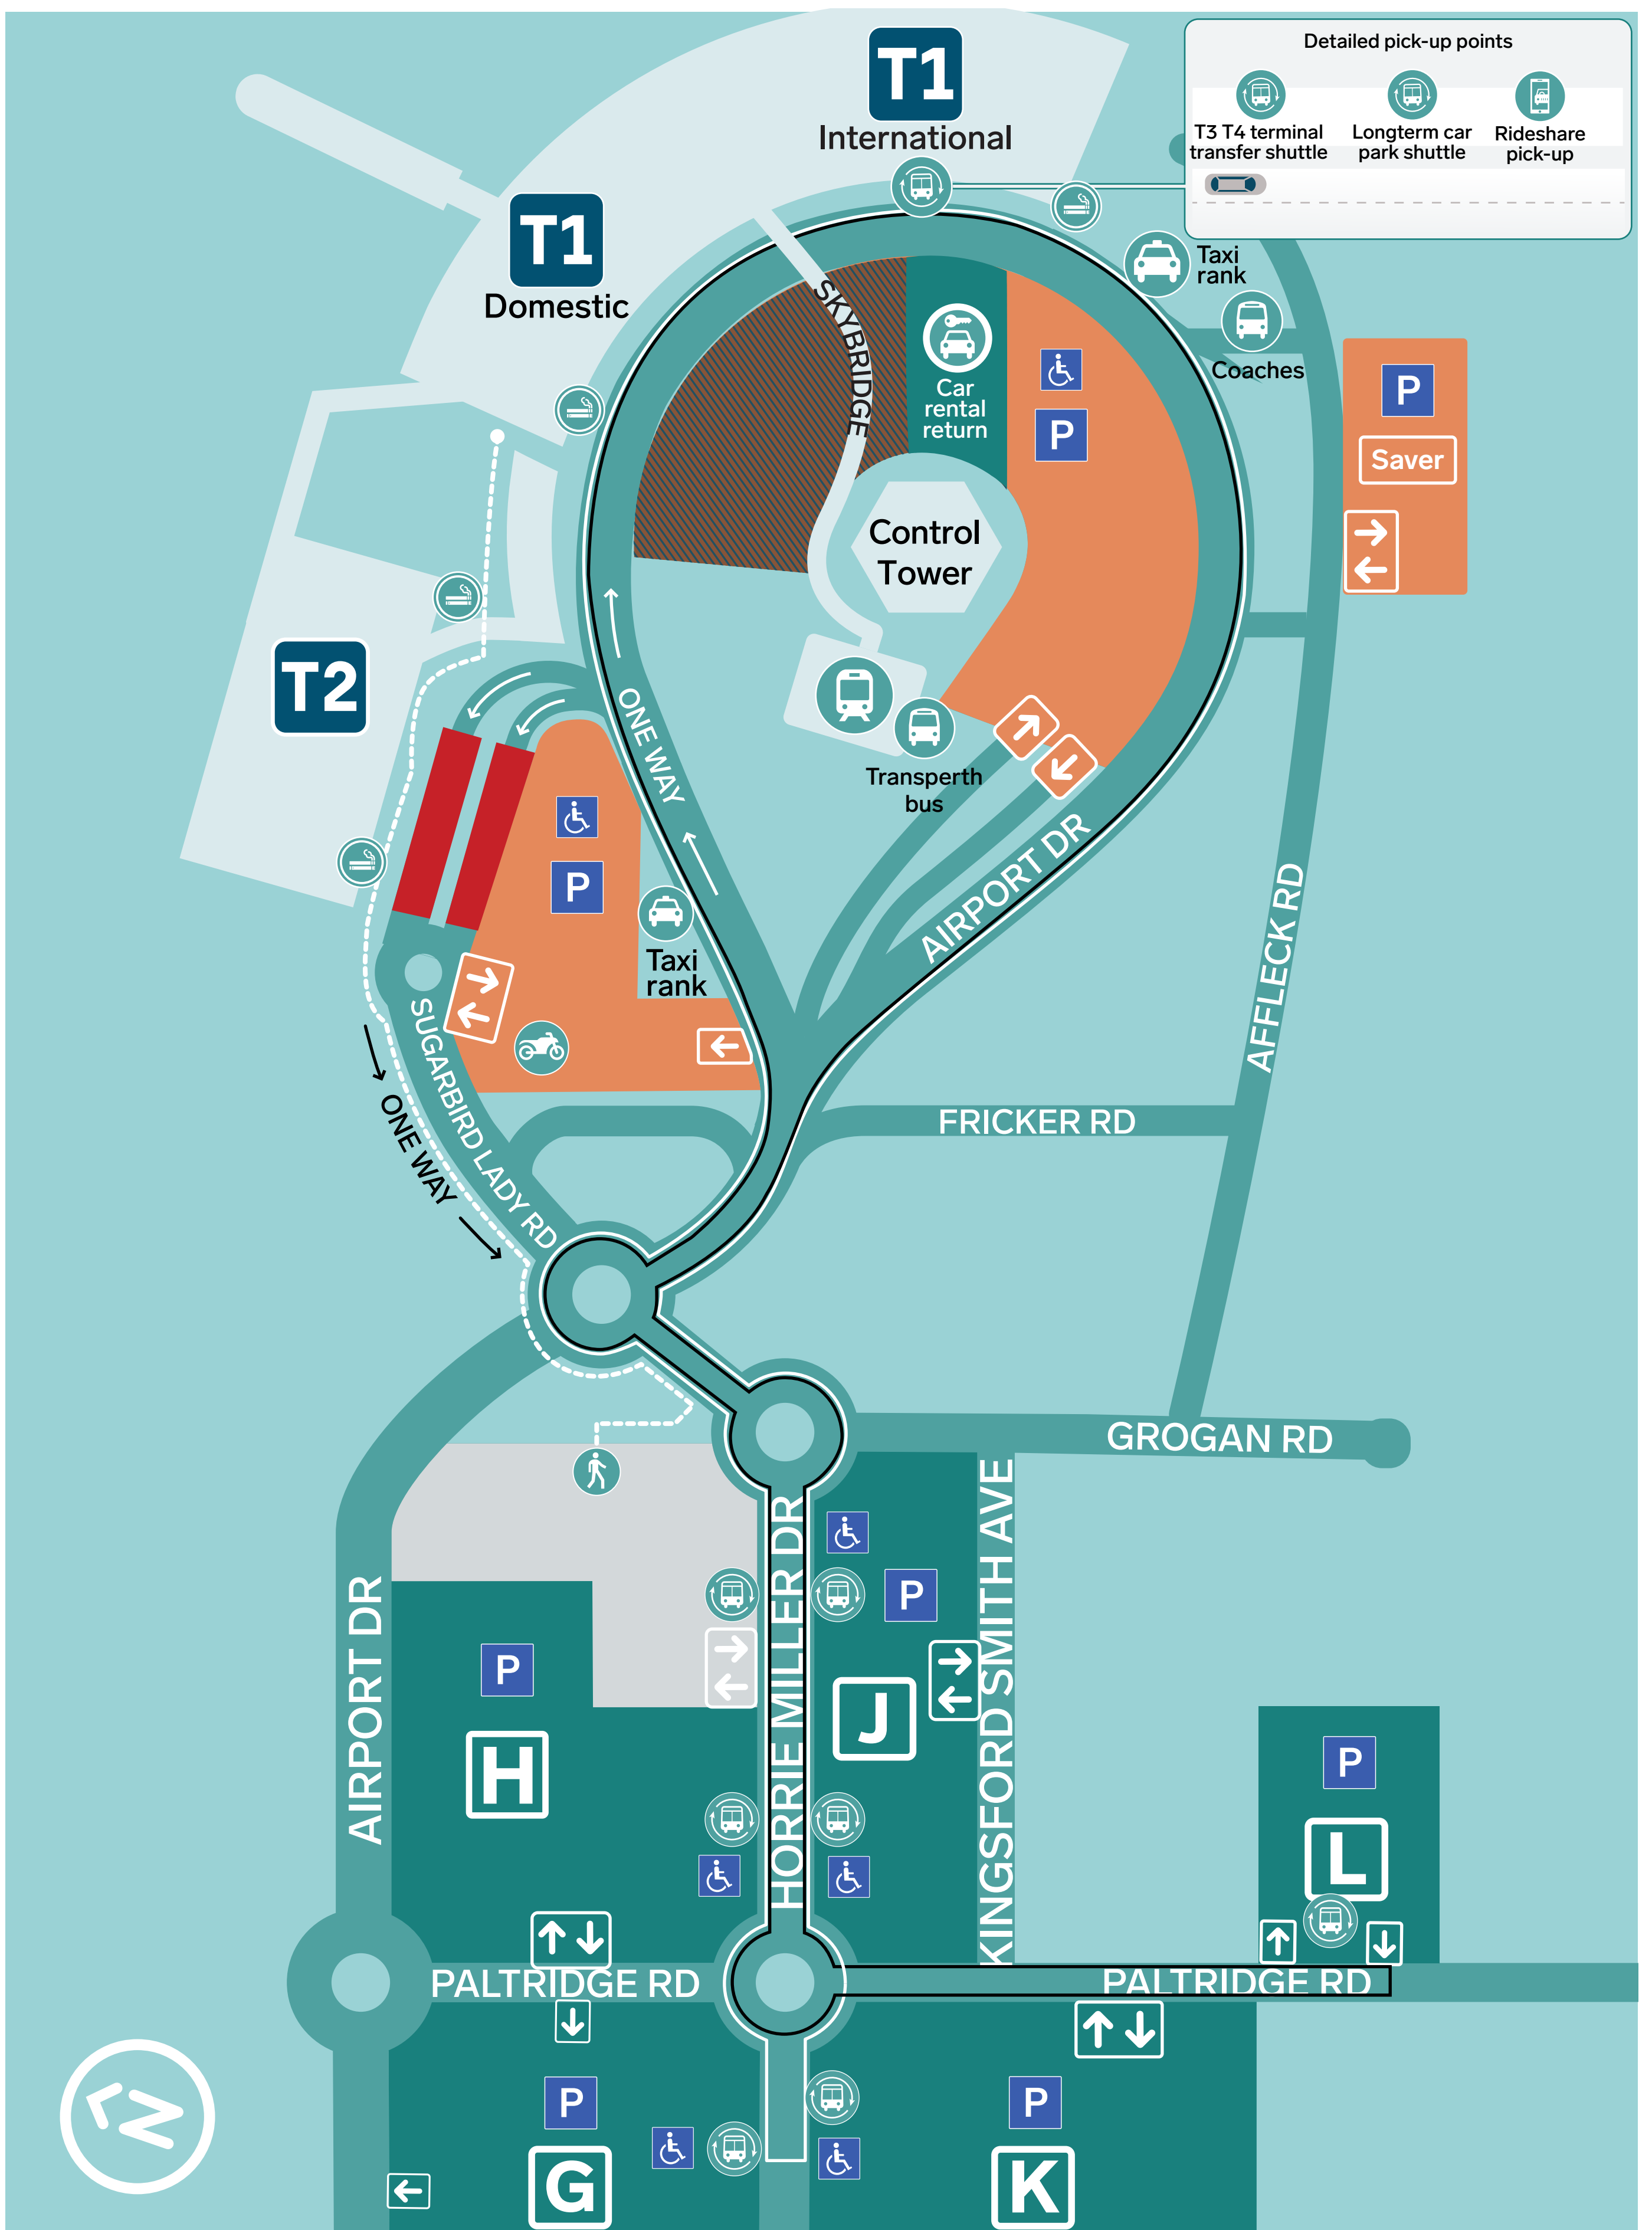 T1
International
Detailed pick-up points
T3 T4 terminal
transfer shuttle
Longterm car
park shuttle
Rideshare
pick-up
T1
Domestic
Taxi
rank
Coaches
SKYBRIDGE
Car
rental
return
P
P
Saver
Control
Tower
T2
ONE WAY
Transperth
bus
P
Taxi
rank
AIRPORT DR
AFFLECK RD
SUGARBIRD LADY RD
ONE WAY
FRICKER RD
GROGAN RD
AIRPORT DR
HORRIE MILLER DR
KINGSFORD SMITH AVE
P
P
J
H
P
L
PALTRIDGE RD
PALTRIDGE RD
P
P
G
K
N